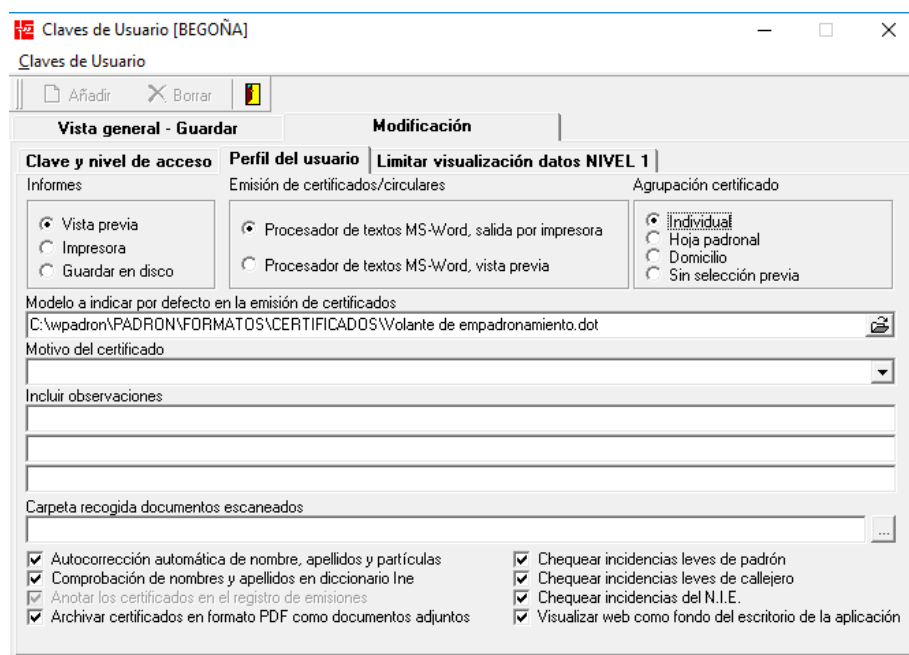 Claves de Usuario [BEGOÑA]
Claves de Usuario
Añadir Borrar
Vista general - Guardar Modificación
Clave y nivel de acceso Perfil del usuario Limitar visualización datos NIVEL 1
Informes Emisión de certificados/circulares Agrupación certificado
Vista previa
Impresora
Guardar en disco
Procesador de textos MS-Word, salida por impresora
Procesador de textos MS-Word, vista previa
Individual
Hoja padronal
Domicilio
Sin selección previa
Modelo a indicar por defecto en la emisión de certificados
C:\wpadron\PADRON\FORMATOS\CERTIFICADOS\Volante de empadronamiento.dot
Motivo del certificado
Incluir observaciones
Carpeta recogida documentos escaneados
...
Autocorrección automática de nombre, apellidos y partículas
Comprobación de nombres y apellidos en diccionario Ine
Anotar los certificados en el registro de emisiones
Archivar certificados en formato PDF como documentos adjuntos
Chequear incidencias leves de padrón
Chequear incidencias leves de callejero
Chequear incidencias del N.I.E.
Visualizar web como fondo del escritorio de la aplicación